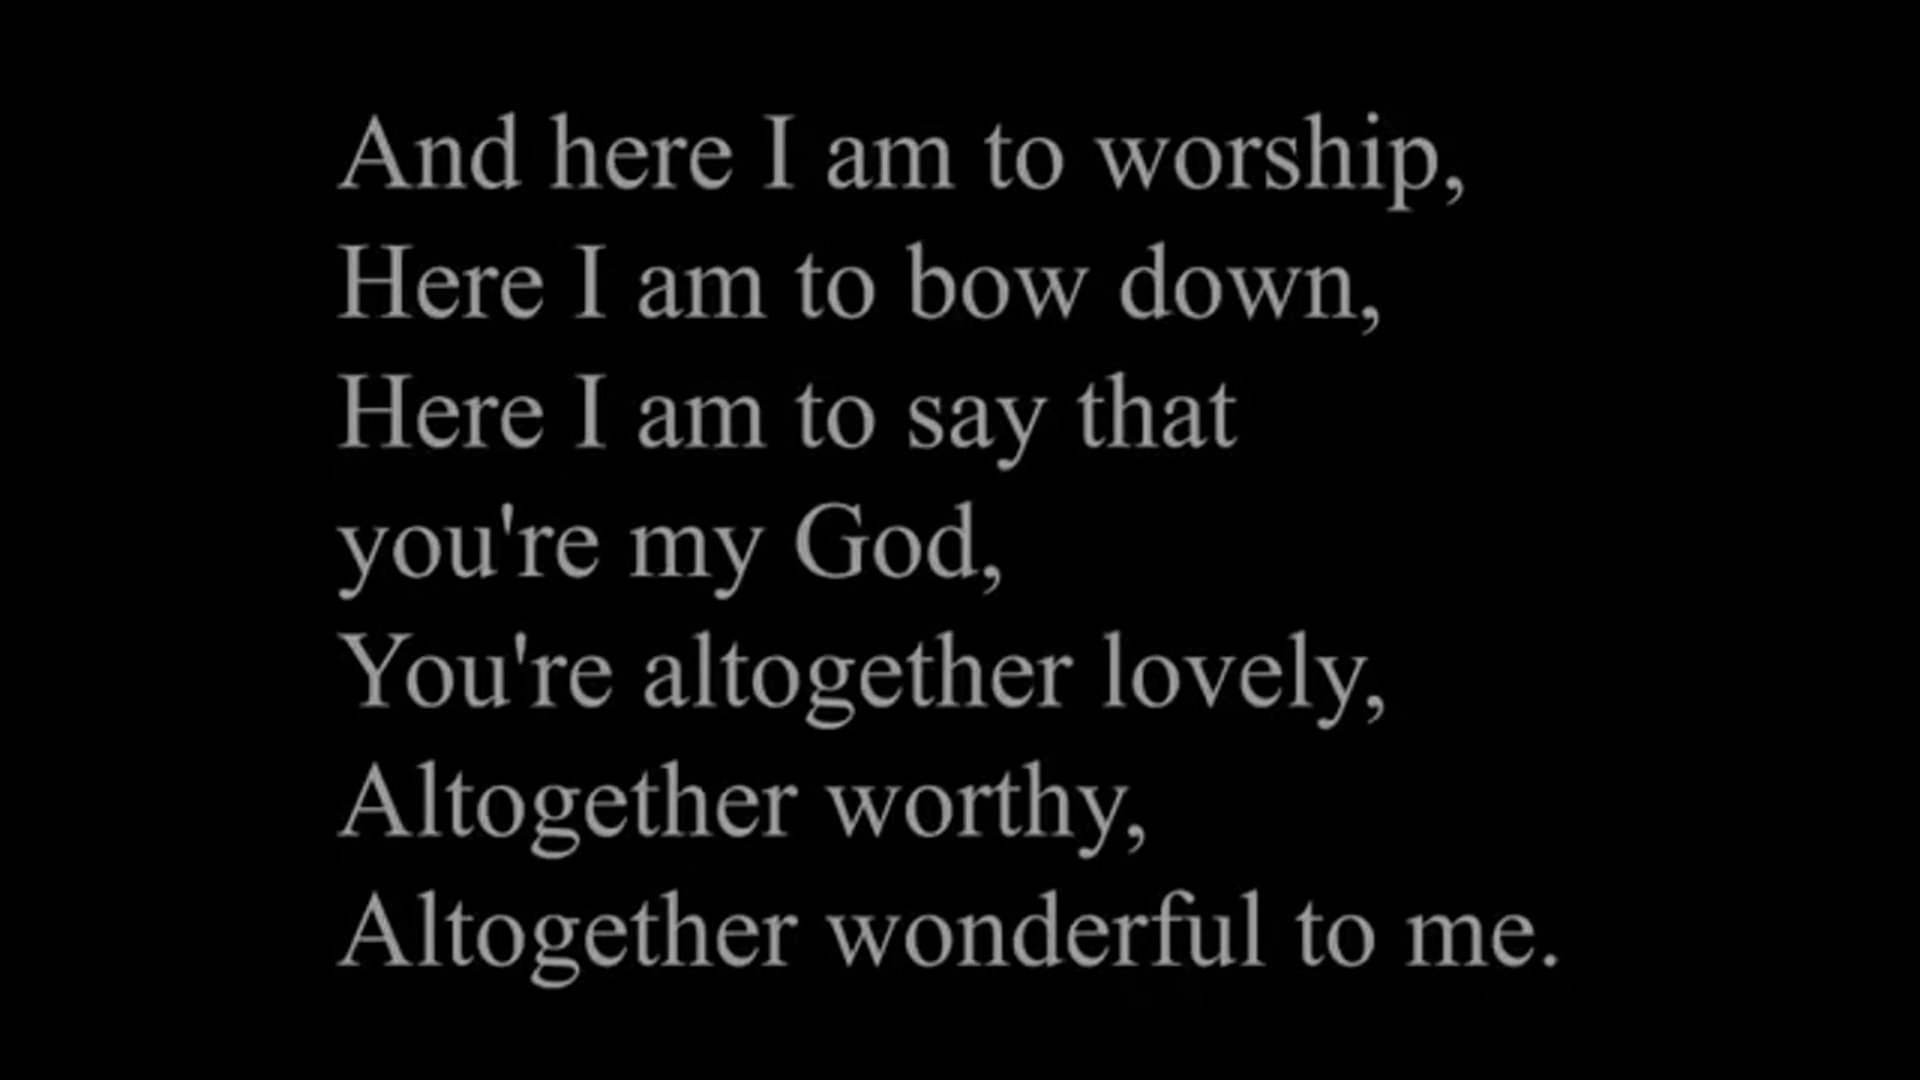 And here I am to worship,
Here I am to bow down,
Here I am to say that
you're my God,
You're altogether lovely,
Altogether worthy,
Altogether wonderful to me.